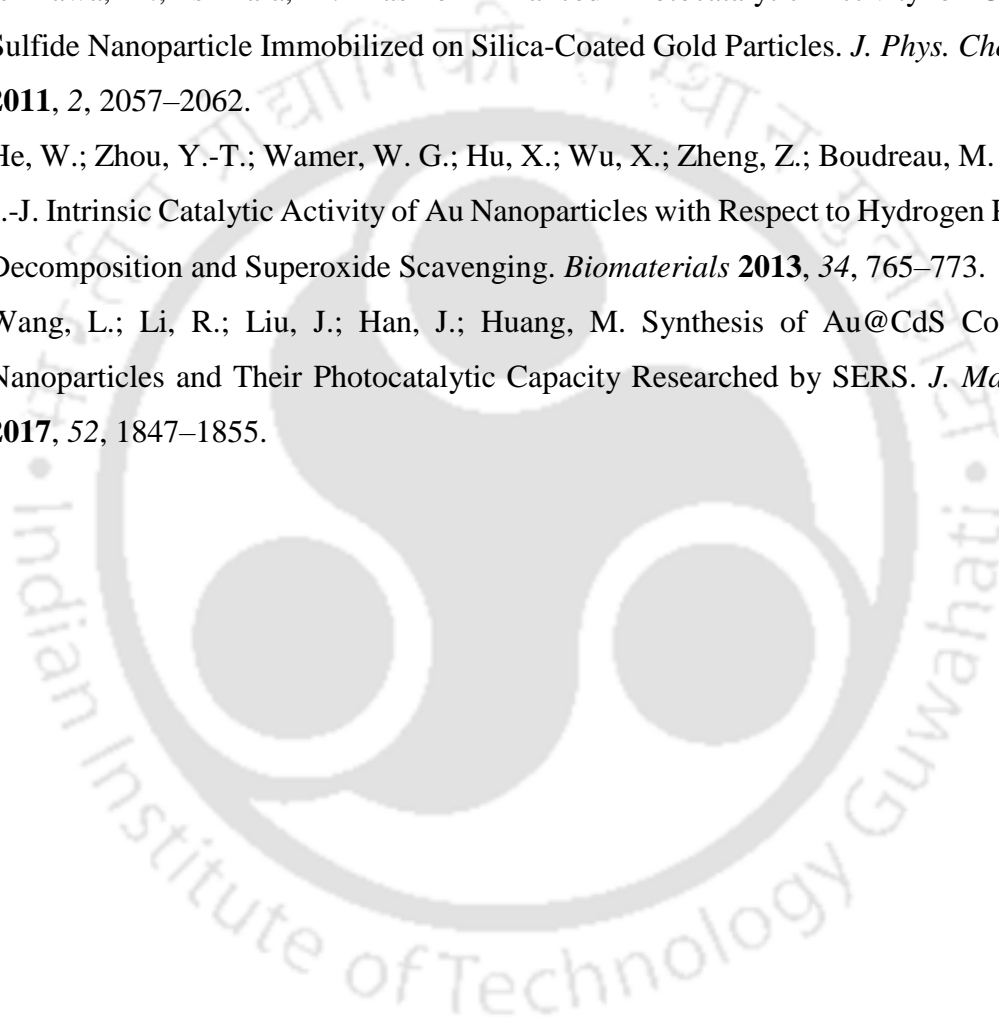 Sulfide Nanoparticle Immobilized on Silica-Coated Gold Particles. J. Phys.
2011, 2, 2057–2062.
He, W.; Zhou, Y.-T.; Wamer, W. G.; Hu, X.; Wu, X.; Zheng, Z.; Boudreau, M.
.-J. Intrinsic Catalytic Activity of Au Nanoparticles with Respect to Hydrogen
Decomposition and Superoxide Scavenging. Biomaterials 2013, 34, 765–773.
Wang, L.; Li, R.; Liu, J.; Han, J.; Huang, M. Synthesis of Au@CdS
Nanoparticles and Their Photocatalytic Capacity Researched by SERS. J.
2017, 52, 1847–1855.
Indian Institute of Technology Guwahati